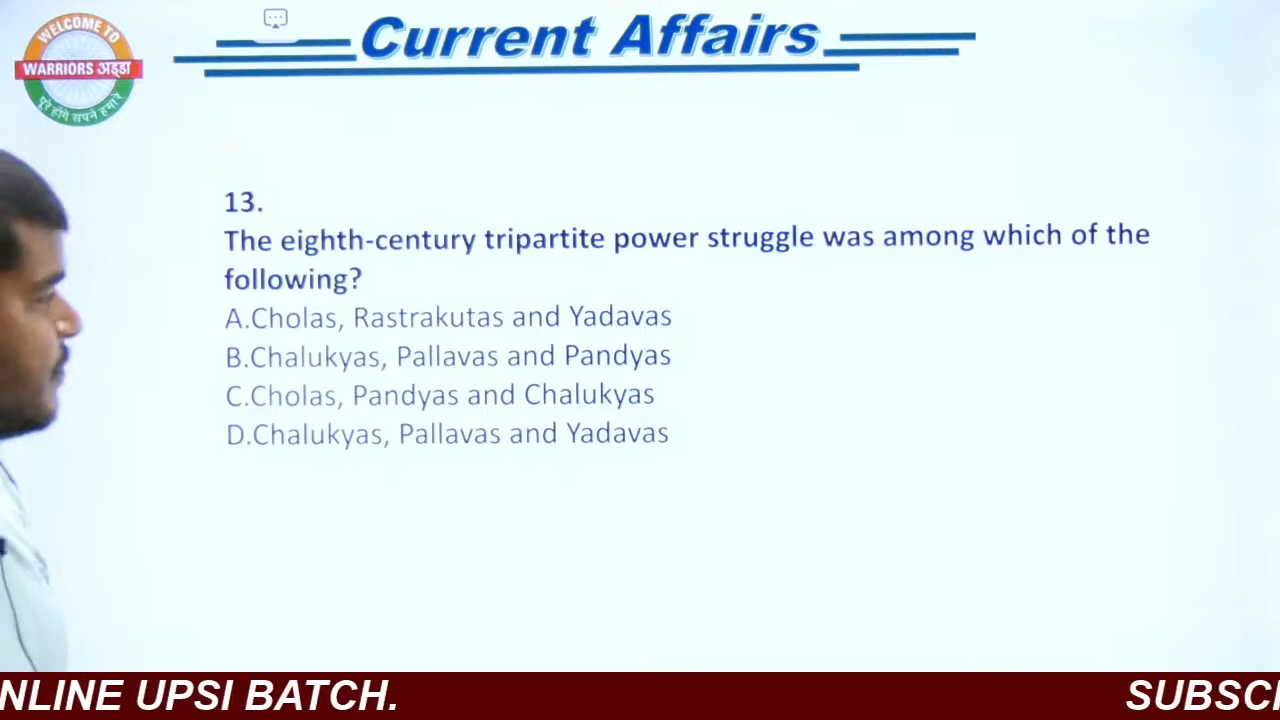 WELCOME TO
WARRIORS अड्डा
पूरे होंगे सपने हमारे
Current Affairs
13.
The eighth-century tripartite power struggle was among which of the
following?
A.Cholas, Rastrakutas and Yadavas
B.Chalukyas, Pallavas and Pandyas
C.Cholas, Pandyas and Chalukyas
D.Chalukyas, Pallavas and Yadavas
NLINE UPSI BATCH.
SUBSCI